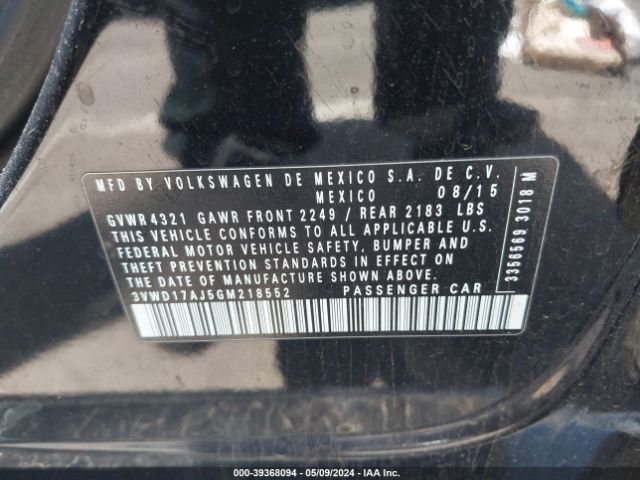 MFD BY VOLKSWAGEN DE MEXICO S.A. DE C.V.
MEXICO 08/15
GVWR 4321 GAWR FRONT 2249 / REAR 2183 LBS
THIS VEHICLE CONFORMS TO ALL APPLICABLE U.S.
FEDERAL MOTOR VEHICLE SAFETY, BUMPER AND
THEFT PREVENTION STANDARDS IN EFFECT ON
THE DATE OF MANUFACTURE SHOWN ABOVE.
3VWD17AJ5GM218552 PASSENGER CAR
3356569 3018 M
000-39368094 - 05/09/2024 - IAA Inc.